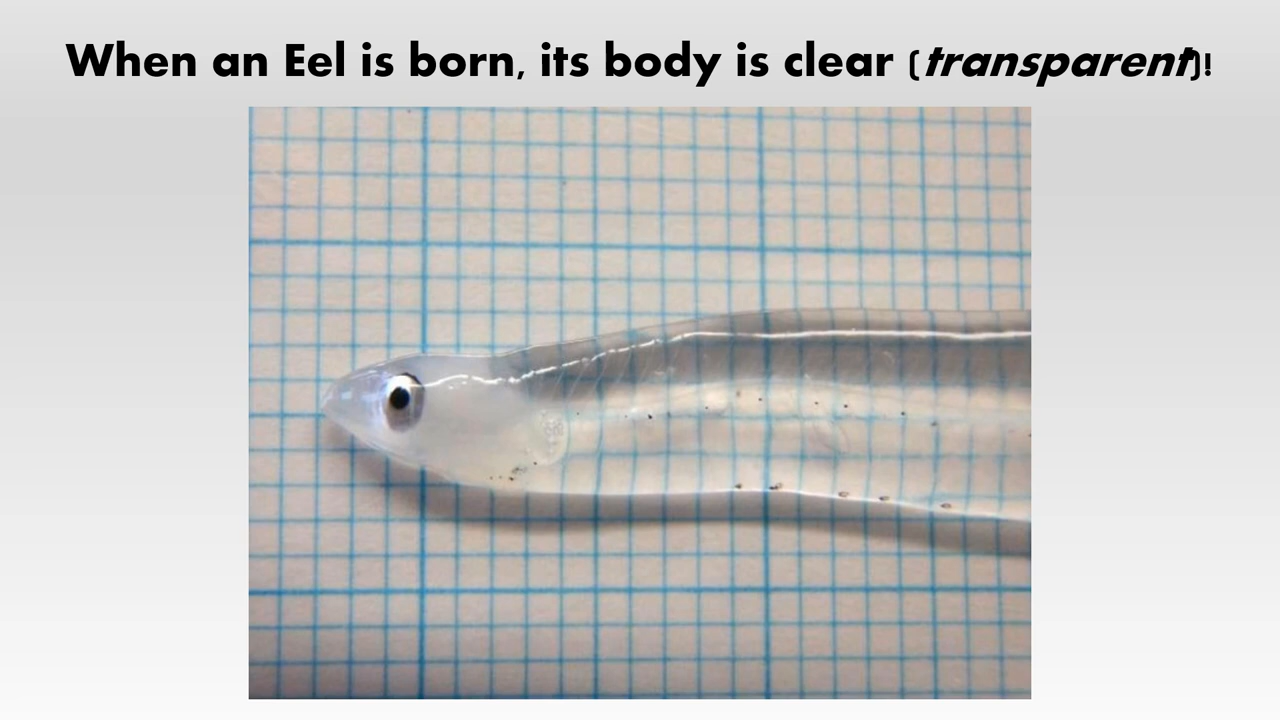 When an Eel is born, its body is clear (transparent)!